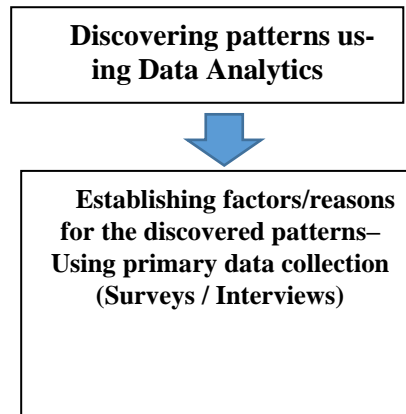 Discovering patterns us-
ing Data Analytics
Establishing factors/reasons
for the discovered patterns–
Using primary data collection
(Surveys / Interviews)